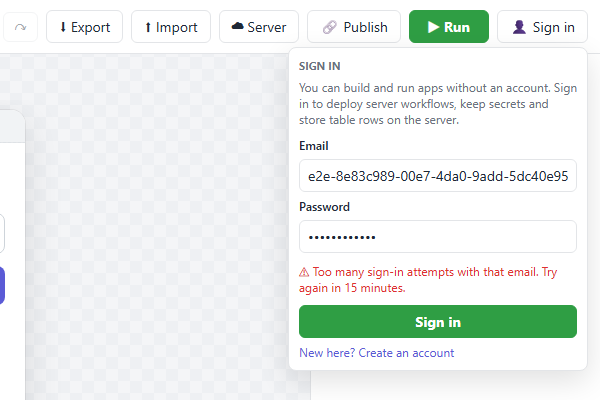 Export
Import
Server
Publish
Run
Sign in
SIGN IN
You can build and run apps without an account. Sign
in to deploy server workflows, keep secrets and
store table rows on the server.
Email
e2e-8e83c989-00e7-4da0-9add-5dc40e95
Password
••••••••••••
Too many sign-in attempts with that email. Try
again in 15 minutes.
Sign in
New here? Create an account